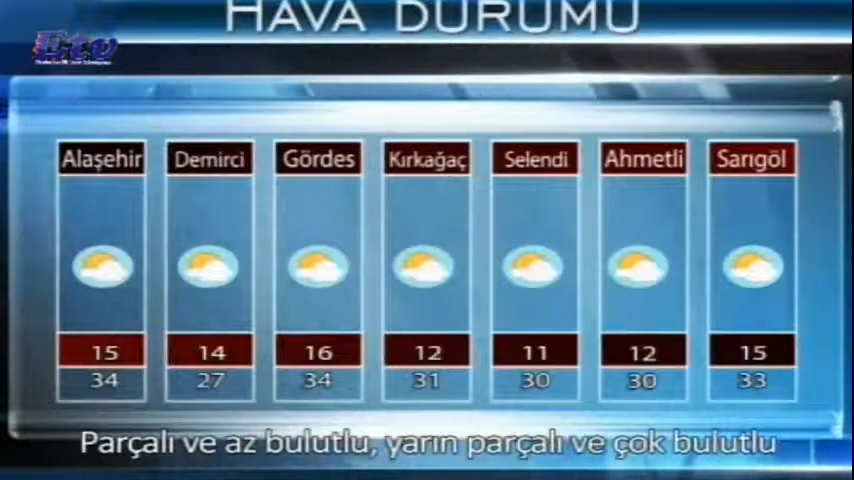 HAVA DURUMU
Etv
Alaşehir Demirci Gördes Kırkağaç Selendi Ahmetli Sarıgöl
15 14 16 12 11 12 15
34 27 34 31 30 30 33
Parçalı ve az bulutlu, yarın parçalı ve çok bulutlu